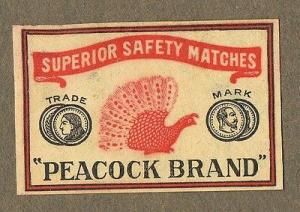 SUPERIOR SAFETY MATCHES
TRADE MARK
"PEACOCK BRAND"